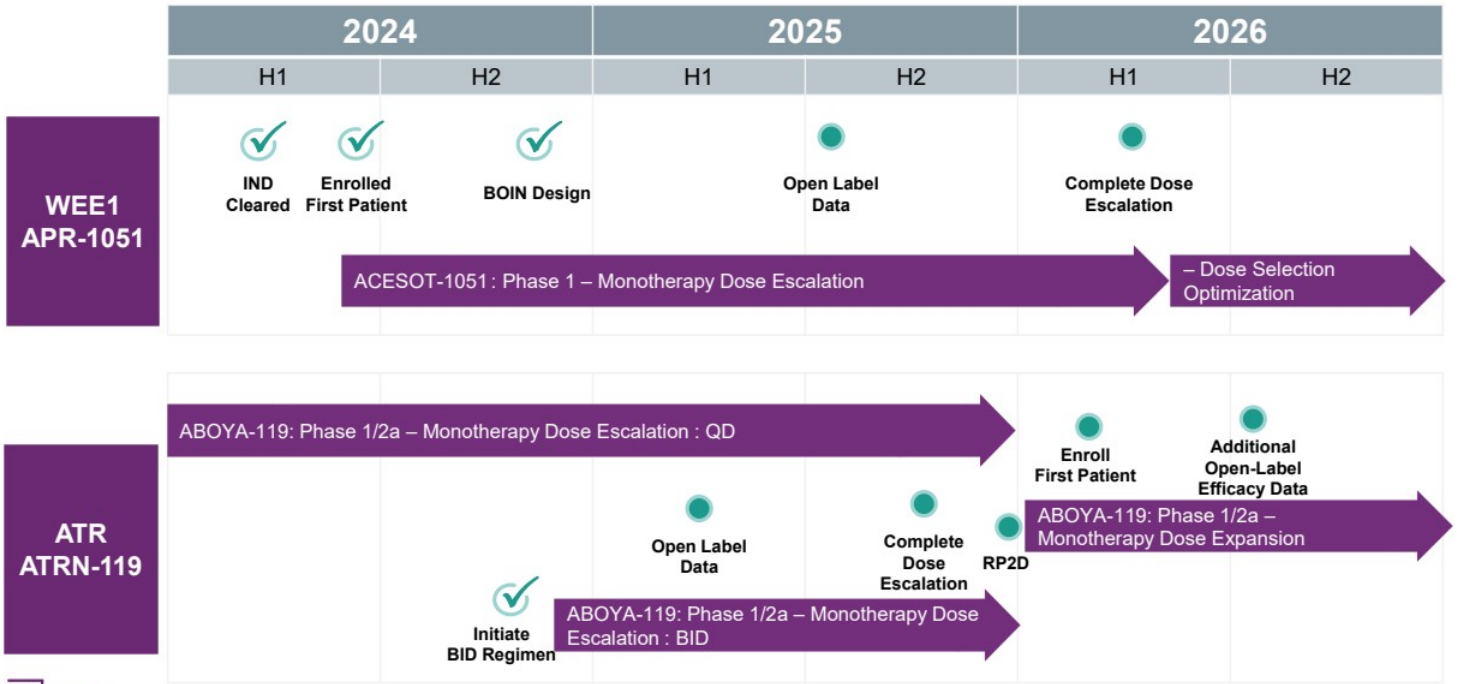 2024
2025
2026
H1
H2
H1
H2
H1
H2
WEE1
APR-1051
IND
Cleared
Enrolled
First Patient
BOIN Design
Open Label
Data
Complete Dose
Escalation
ACESOT-1051: Phase 1 – Monotherapy Dose Escalation
– Dose Selection
Optimization
ATR
ATRN-119
ABOYA-119: Phase 1/2a – Monotherapy Dose Escalation : QD
Enroll
First Patient
Additional
Open-Label
Efficacy Data
Open Label
Data
Complete
Dose
Escalation
RP2D
ABOYA-119: Phase 1/2a –
Monotherapy Dose Expansion
Initiate
BID Regimen
ABOYA-119: Phase 1/2a – Monotherapy Dose
Escalation : BID